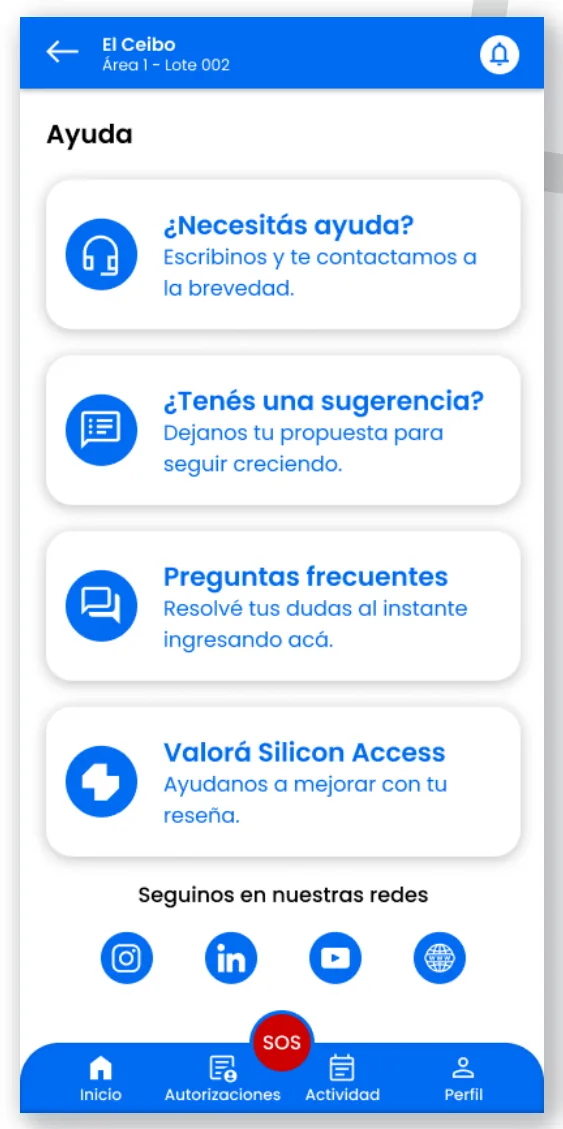 El Ceibo
Área 1 - Lote 002
Ayuda
¿Necesitás ayuda?
Escribinos y te contactamos a
la brevedad.
¿Tenés una sugerencia?
Dejanos tu propuesta para
seguir creciendo.
Preguntas frecuentes
Resolvé tus dudas al instante
ingresando acá.
Valorá Silicon Access
Ayudanos a mejorar con tu
reseña.
Seguinos en nuestras redes
in
www
SOS
Inicio
Autorizaciones
Actividad
Perfil